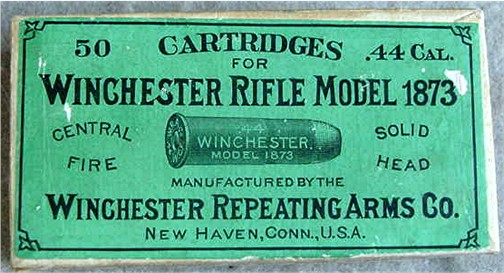 50 CARTRIDGES .44 CAL.
FOR
WINCHESTER RIFLE MODEL 1873
CENTRAL FIRE
.44
WINCHESTER.
MODEL 1873
SOLID HEAD
MANUFACTURED BY THE
WINCHESTER REPEATING ARMS CO.
NEW HAVEN, CONN., U.S.A.